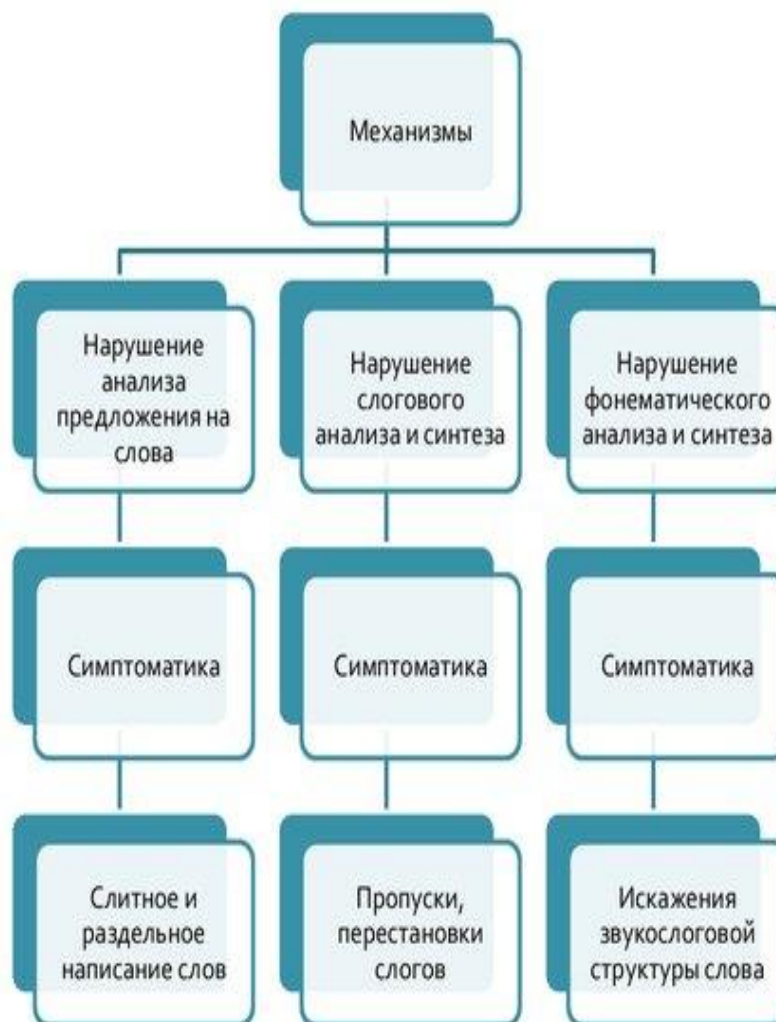 Механизмы
Нарушение
анализа
предложения на
слова
Нарушение
слогового
анализа и синтеза
Нарушение
фонематического
анализа и синтеза
Симптоматика
Симптоматика
Симптоматика
Слитное и
раздельное
написание слов
Пропуски,
перестановки
слогов
Искажения
звукослоговой
структуры слова